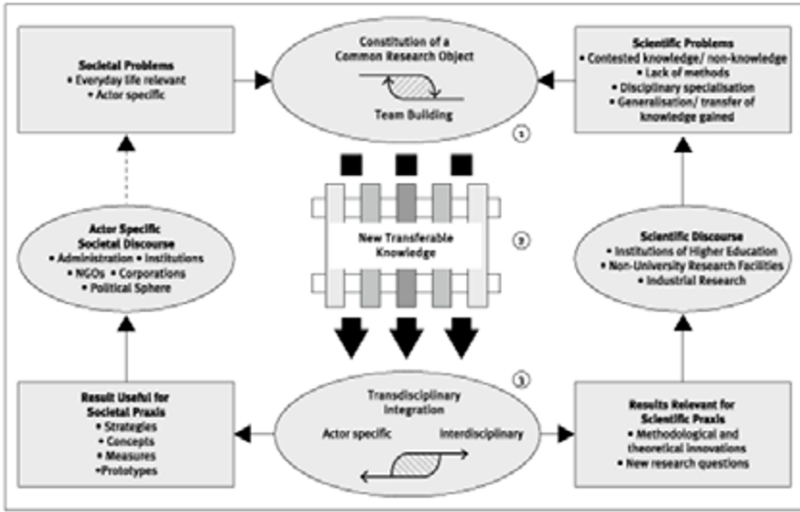 Societal Problems
• Everyday life relevant
• Actor specific
Constitution of a
Common Research Object
Team Building
1
Scientific Problems
• Contested knowledge/ non-knowledge
• Lack of methods
• Disciplinary specialisation
• Generalisation/ transfer of
knowledge gained
Actor Specific
Societal Discourse
• Administration • Institutions
• NGOs • Corporations
• Political Sphere
New Transferable
Knowledge
2
Scientific Discourse
• Institutions of Higher Education
• Non-University Research Facilities
• Industrial Research
Result Useful for
Societal Praxis
• Strategies
• Concepts
• Measures
•Prototypes
3
Transdisciplinary
Integration
Actor specific Interdisciplinary
Results Relevant for
Scientific Praxis
• Methodological and
theoretical innovations
• New research questions